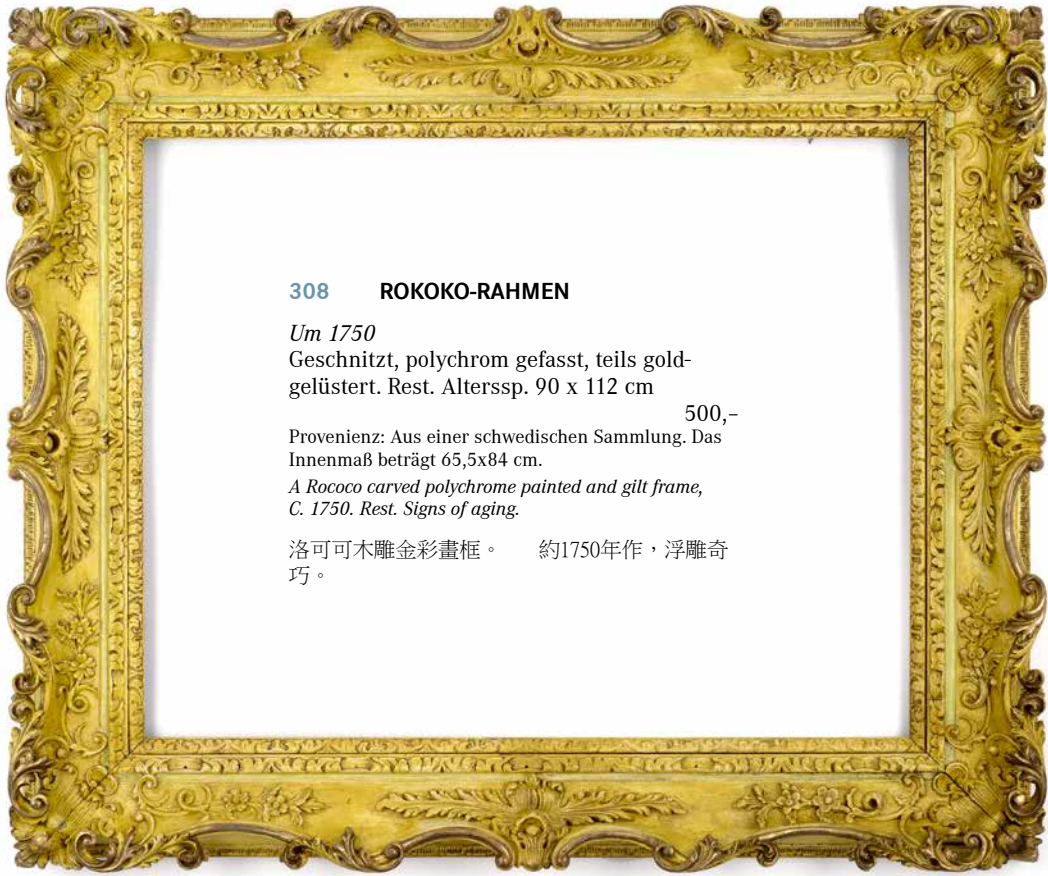 308 ROKOKO-RAHMEN
Um 1750
Geschnitzt, polychrom gefasst, teils gold-
gelüstert. Rest. Alterssp. 90 x 112 cm
500,–
Provenienz: Aus einer schwedischen Sammlung. Das
Innenmaß beträgt 65,5x84 cm.
A Rococo carved polychrome painted and gilt frame,
C. 1750. Rest. Signs of aging.
洛可可木雕金彩畫框。 約1750年作，浮雕奇
巧。